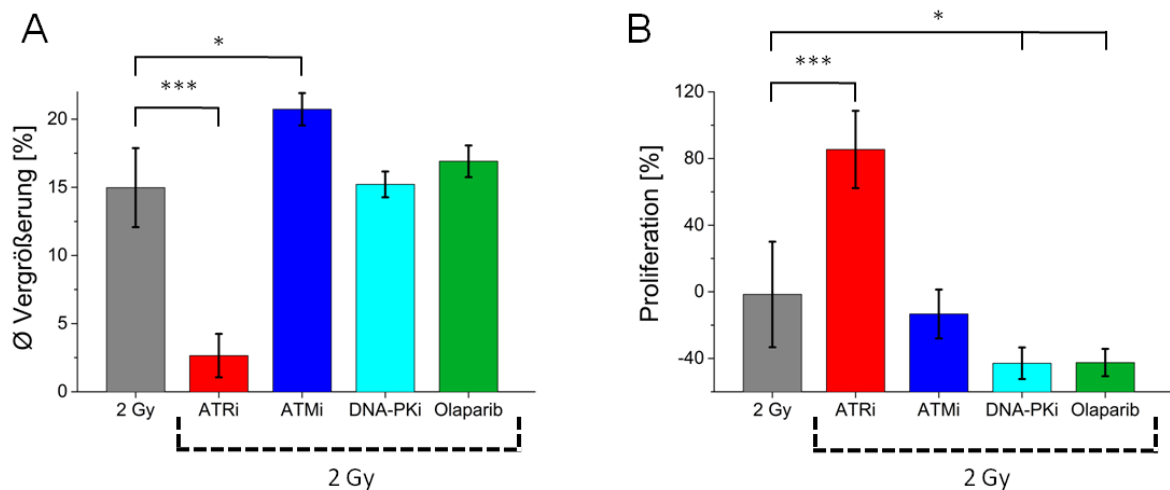 A
*
***
Ø Vergrößerung [%]
20
15
10
5
0
2 Gy ATRi ATMi DNA-PKi Olaparib
2 Gy
B
*
***
Proliferation [%]
120
80
40
0
-40
2 Gy ATRi ATMi DNA-PKi Olaparib
2 Gy